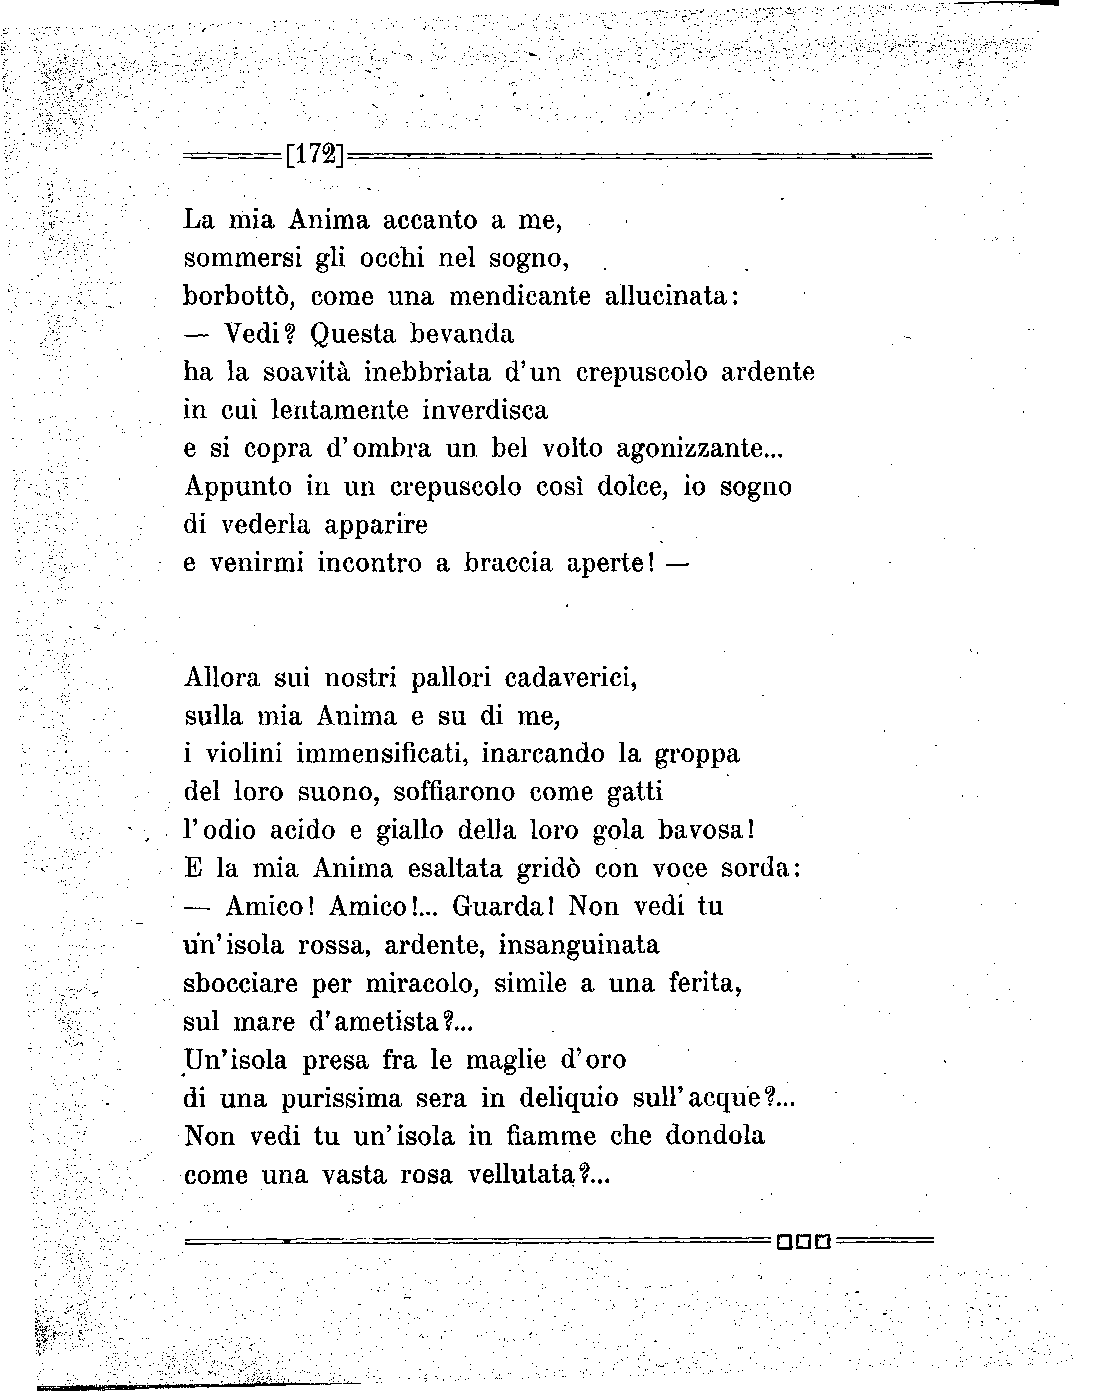 [172]
La mia Anima accanto a me,
sommersi gli occhi nel sogno,
borbottò, come una mendicante allucinata:
— Vedi? Questa bevanda
ha la soavità inebbriata d'un crepuscolo ardente
in cui lentamente inverdisca
e si copra d'ombra un bel volto agonizzante...
Appunto in un crepuscolo così dolce, io sogno
di vederla apparire
e venirmi incontro a braccia aperte! —
Allora sui nostri pallori cadaverici,
sulla mia Anima e su di me,
i violini immensificati, inarcando la groppa
del loro suono, soffiarono come gatti
l'odio acido e giallo della loro gola bavosa!
E la mia Anima esaltata gridò con voce sorda:
— Amico! Amico!... Guarda! Non vedi tu
un'isola rossa, ardente, insanguinata
sbocciare per miracolo, simile a una ferita,
sul mare d'ametista?...
Un'isola presa fra le maglie d'oro
di una purissima sera in deliquio sull'acque?...
Non vedi tu un'isola in fiamme che dondola
come una vasta rosa vellutata?...